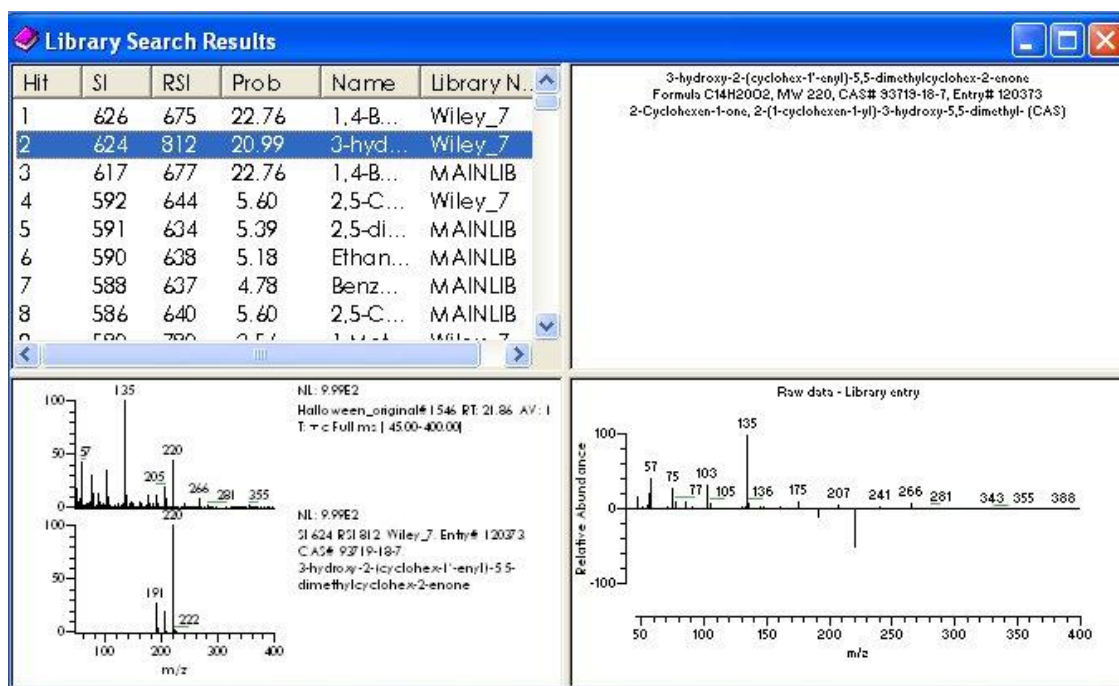 Library Search Results
Hit SI RSI Prob Name Library N...
1 626 675 22.76 1,4-B... Wiley_7
2 624 812 20.99 3-hyd... Wiley_7
3 617 677 22.76 1,4-B... MAINLIB
4 592 644 5.60 2,5-C... Wiley_7
5 591 634 5.39 2,5-di... MAINLIB
6 590 638 5.18 Ethan... MAINLIB
7 588 637 4.78 Benz... MAINLIB
8 586 640 5.60 2,5-C... MAINLIB
3-hydroxy-2-(cyclohex-1'-enyl)-5,5-dimethylcyclohex-2-enone
Formula C14H20O2, MW 220, CAS# 93719-18-7, Entry# 120373
2-Cyclohexen-1-one, 2-(1-cyclohexen-1-yl)-3-hydroxy-5,5-dimethyl- (CAS)
NL: 9.99E2
Halloween_original# 1546 RT: 21.86 AV: 1
T: + c Full ms [ 45.00-400.00]
135
100
57
220
50
205
266
281
355
0
NL: 9.99E2
SI 624 RSI 812 Wiley_7. Entry# 120373.
CAS# 93719-18-7.
3-hydroxy-2-(cyclohex-1'-enyl)-5,5-
dimethylcyclohex-2-enone
220
100
50
191
222
0
100 200 300 400
m/z
Raw data - Library entry
Relative Abundance
135
100
57
75
103
77
105
136
175
207
241
266
281
343
355
388
0
-100
50 100 150 200 250 300 350 400
m/z